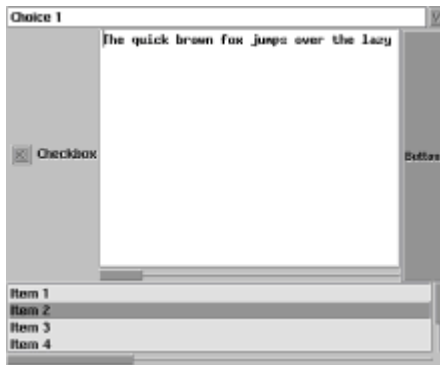 Choice 1
The quick brown fox jumps over the lazy
Checkbox
Button
Item 1
Item 2
Item 3
Item 4